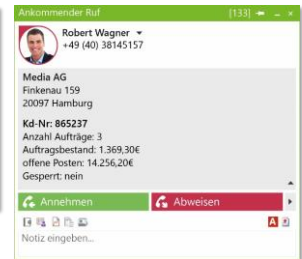 Ankommender Ruf [133]
Robert Wagner
+49 (40) 38145157
Media AG
Finkenau 159
20097 Hamburg
Kd-Nr: 865237
Anzahl Aufträge: 3
Auftragsbestand: 1.369,30€
offene Posten: 14.256,20€
Gesperrt: nein
Annehmen Abweisen
A
Notiz eingeben...